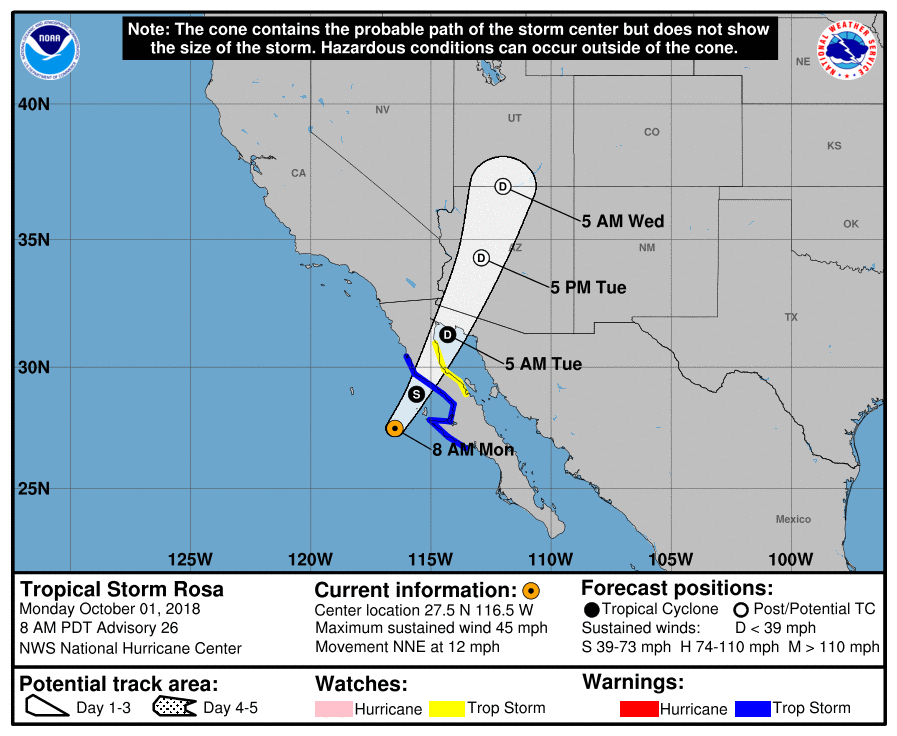 Note: The cone contains the probable path of the storm center but does not show
the size of the storm. Hazardous conditions can occur outside of the cone.
NOAA
NATIONAL WEATHER SERVICE
NE
40N
NV
UT
CO
KS
CA
D
5 AM Wed
OK
35N
AZ
NM
D
5 PM Tue
TX
D
5 AM Tue
30N
S
8 AM Mon
25N
Mexico
125W
120W
115W
110W
105W
100W
Tropical Storm Rosa
Monday October 01, 2018
8 AM PDT Advisory 26
NWS National Hurricane Center
Current information:
Center location 27.5 N 116.5 W
Maximum sustained wind 45 mph
Movement NNE at 12 mph
Forecast positions:
Tropical Cyclone Post/Potential TC
Sustained winds: D < 39 mph
S 39-73 mph H 74-110 mph M > 110 mph
Potential track area:
Day 1-3 Day 4-5
Watches:
Hurricane Trop Storm
Warnings:
Hurricane Trop Storm